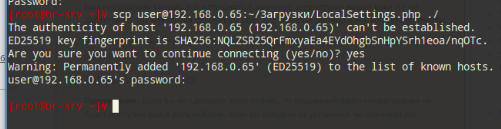 Password:
[root@br-srv ~]# scp user@192.168.0.65:~/Загрузки/LocalSettings.php ./
The authenticity of host '192.168.0.65 (192.168.0.65)' can't be established.
ED25519 key fingerprint is SHA256:NQLZSR25QrFmxyaEa4EYdOhgbSnHpYSrh1eoa/nqOTc.
Are you sure you want to continue connecting (yes/no)? yes
Warning: Permanently added '192.168.0.65' (ED25519) to the list of known hosts.
user@192.168.0.65's password:
[root@br-srv ~]#